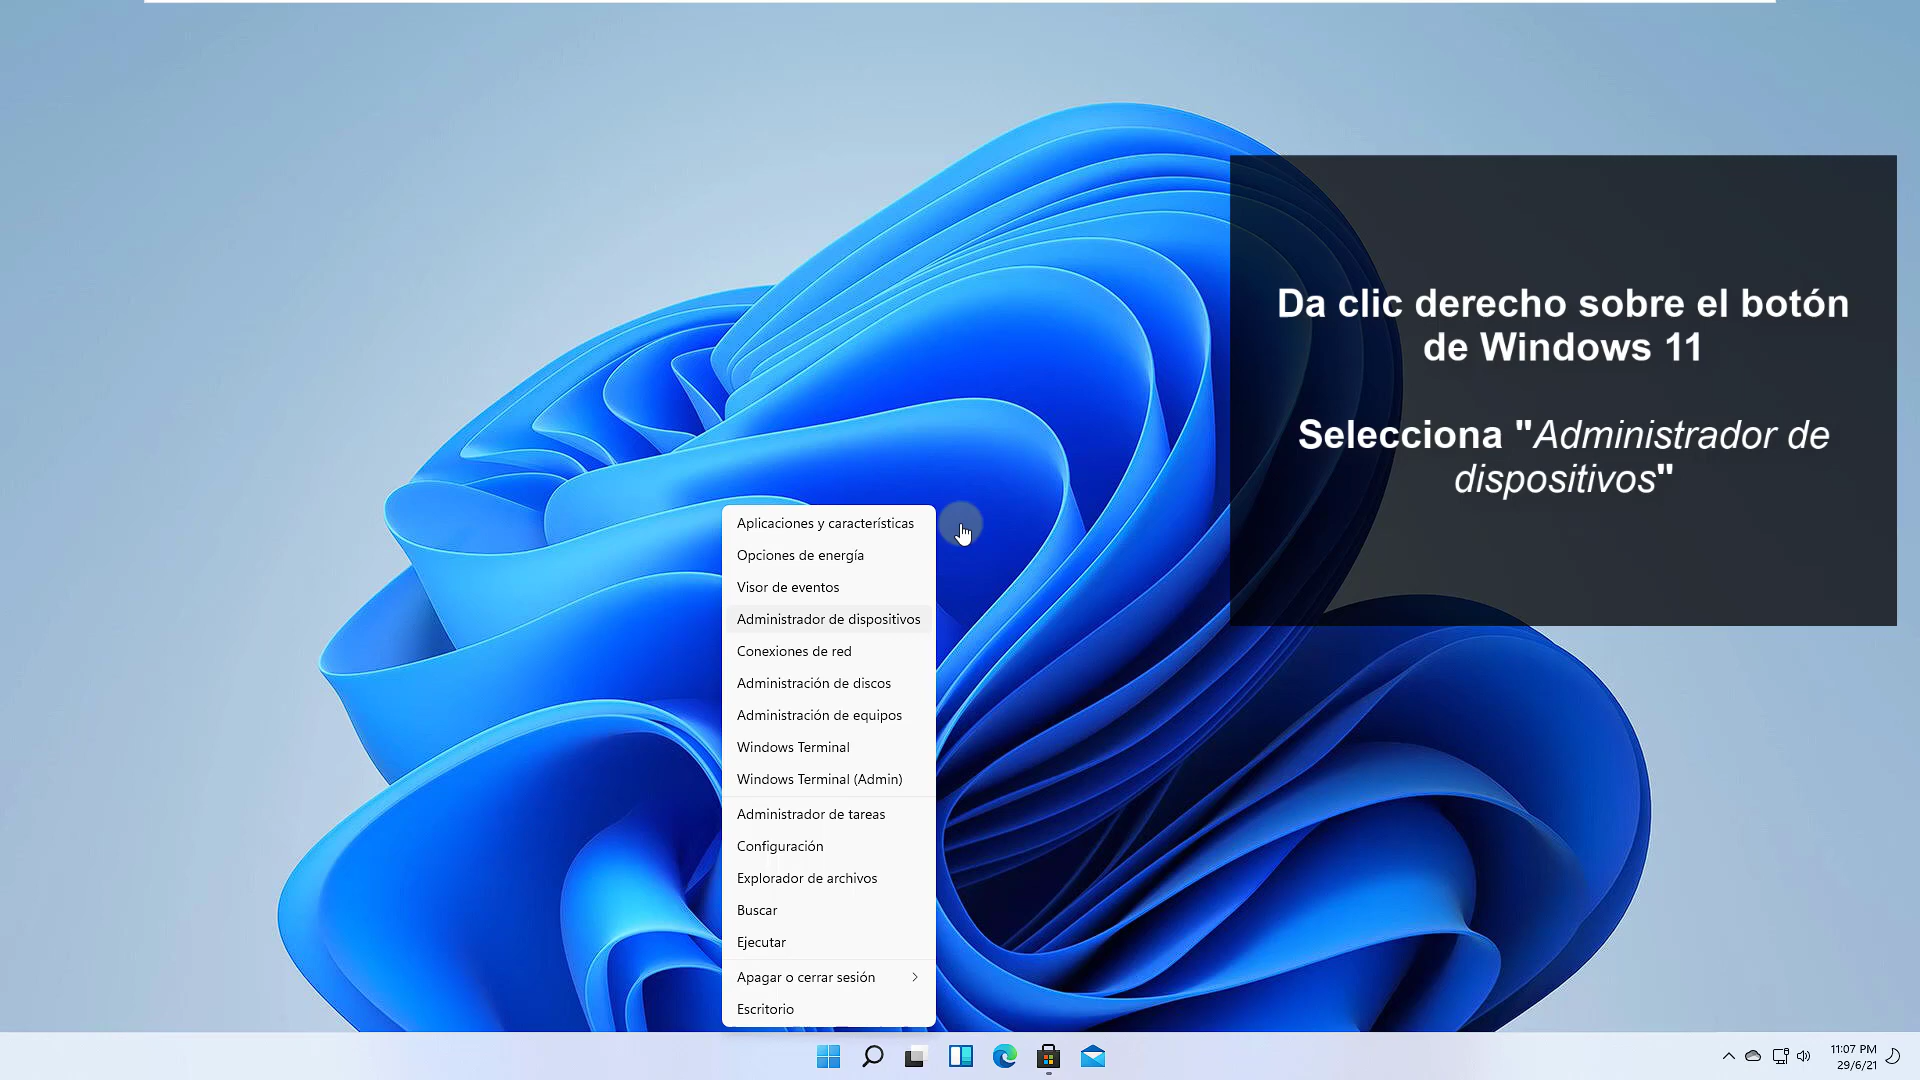 Da clic derecho sobre el botón
de Windows 11
Selecciona "Administrador de
dispositivos"
Aplicaciones y características
Opciones de energía
Visor de eventos
Administrador de dispositivos
Conexiones de red
Administración de discos
Administración de equipos
Windows Terminal
Windows Terminal (Admin)
Administrador de tareas
Configuración
Explorador de archivos
Buscar
Ejecutar
Apagar o cerrar sesión
Escritorio
11:07 PM
29/6/21